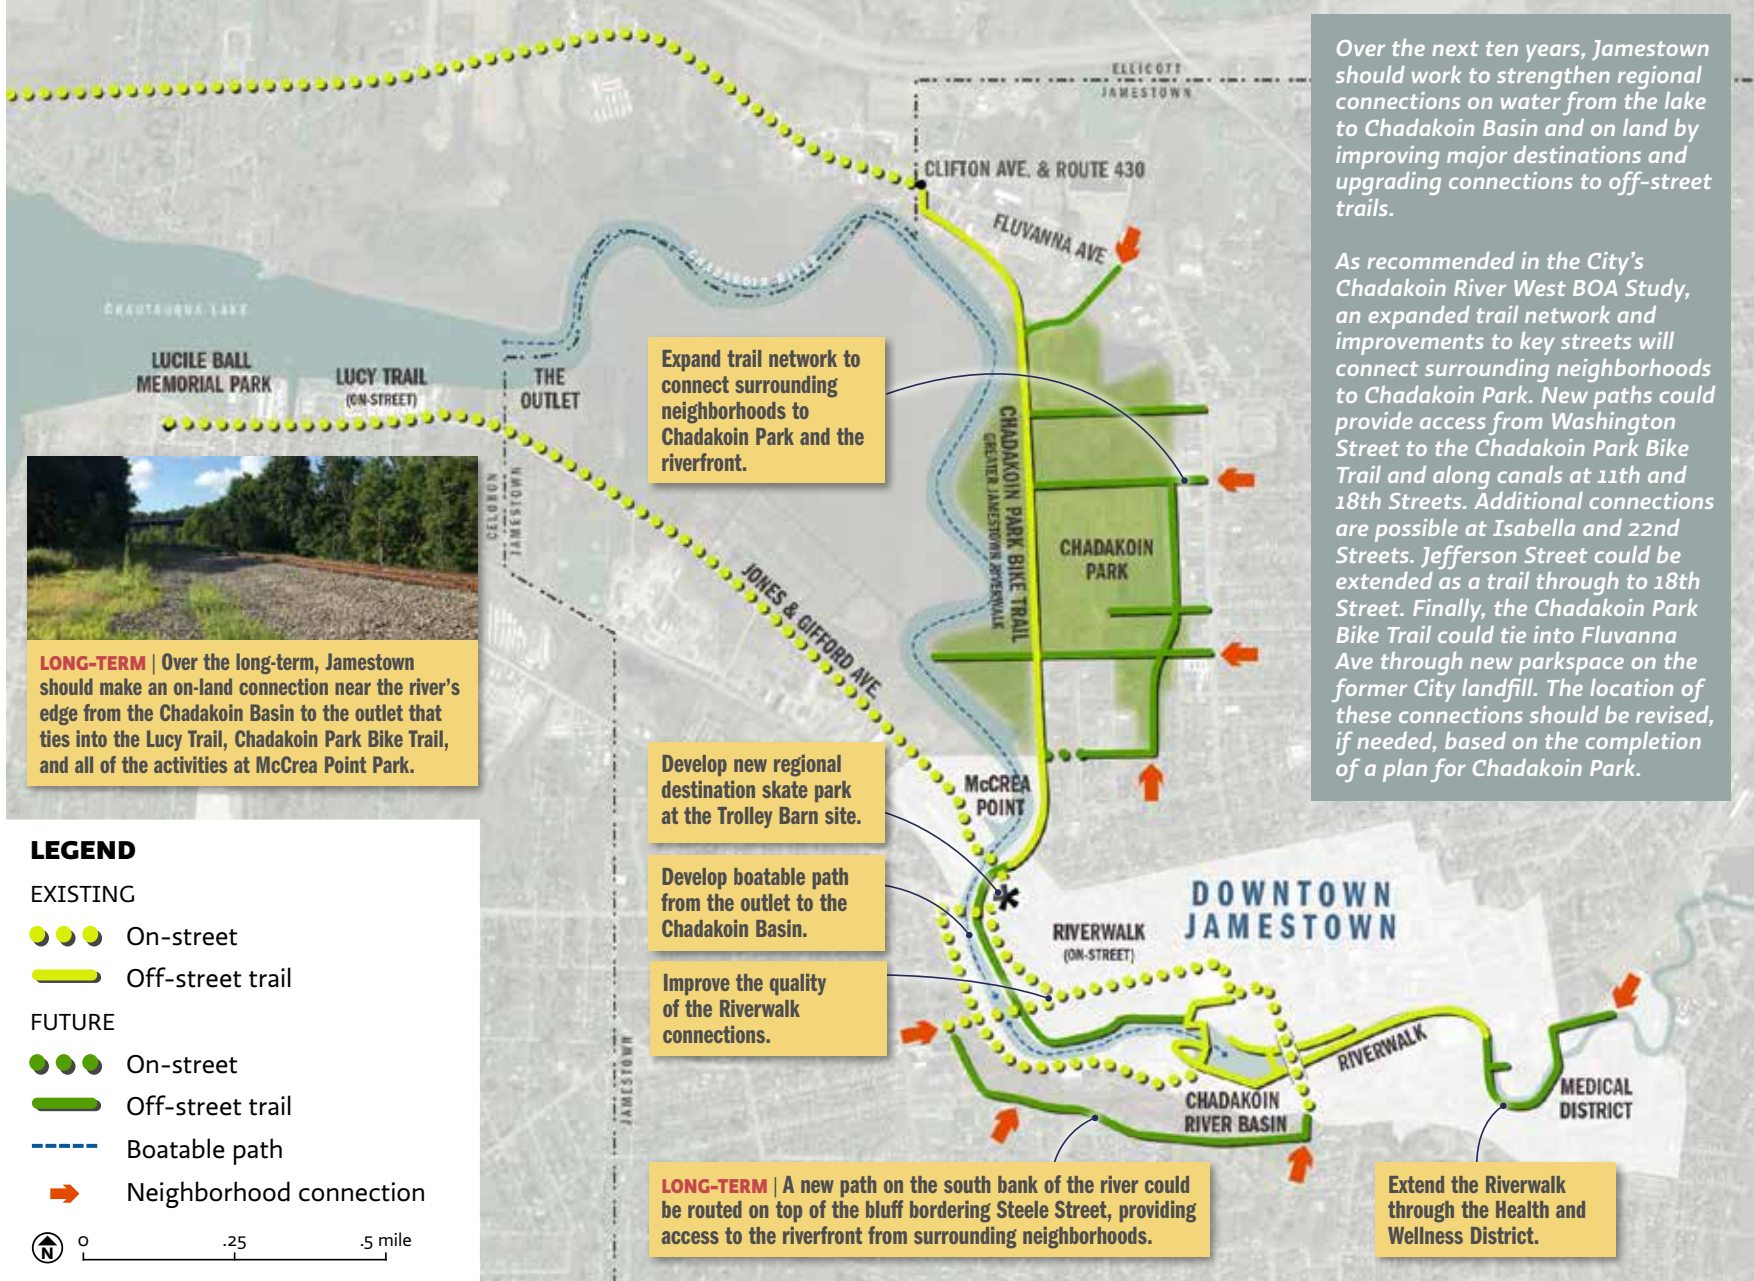 ELLICOTT
JAMESTOWN
CLIFTON AVE. & ROUTE 430
FLUVANNA AVE
CHADAKOIN RIVER
CHAUTAUQUA LAKE
LUCILE BALL
MEMORIAL PARK
LUCY TRAIL
(ON-STREET)
THE
OUTLET
CELORON
JAMESTOWN
Expand trail network to
connect surrounding
neighborhoods to
Chadakoin Park and the
riverfront.
CHADAKOIN PARK BIKE TRAIL
GREATER JAMESTOWN RIVERWALK
CHADAKOIN
PARK
JONES & GIFFORD AVE.
LONG-TERM | Over the long-term, Jamestown
should make an on-land connection near the river's
edge from the Chadakoin Basin to the outlet that
ties into the Lucy Trail, Chadakoin Park Bike Trail,
and all of the activities at McCrea Point Park.
Over the next ten years, Jamestown
should work to strengthen regional
connections on water from the lake
to Chadakoin Basin and on land by
improving major destinations and
upgrading connections to off-street
trails.
As recommended in the City's
Chadakoin River West BOA Study,
an expanded trail network and
improvements to key streets will
connect surrounding neighborhoods
to Chadakoin Park. New paths could
provide access from Washington
Street to the Chadakoin Park Bike
Trail and along canals at 11th and
18th Streets. Additional connections
are possible at Isabella and 22nd
Streets. Jefferson Street could be
extended as a trail through to 18th
Street. Finally, the Chadakoin Park
Bike Trail could tie into Fluvanna
Ave through new parkspace on the
former City landfill. The location of
these connections should be revised,
if needed, based on the completion
of a plan for Chadakoin Park.
Develop new regional
destination skate park
at the Trolley Barn site.
McCREA
POINT
Develop boatable path
from the outlet to the
Chadakoin Basin.
Improve the quality
of the Riverwalk
connections.
DOWNTOWN
JAMESTOWN
RIVERWALK
(ON-STREET)
RIVERWALK
CHADAKOIN
RIVER BASIN
MEDICAL
DISTRICT
JAMESTOWN
LONG-TERM | A new path on the south bank of the river could
be routed on top of the bluff bordering Steele Street, providing
access to the riverfront from surrounding neighborhoods.
Extend the Riverwalk
through the Health and
Wellness District.
LEGEND
EXISTING
On-street
Off-street trail
FUTURE
On-street
Off-street trail
Boatable path
Neighborhood connection
N
0 .25 .5 mile